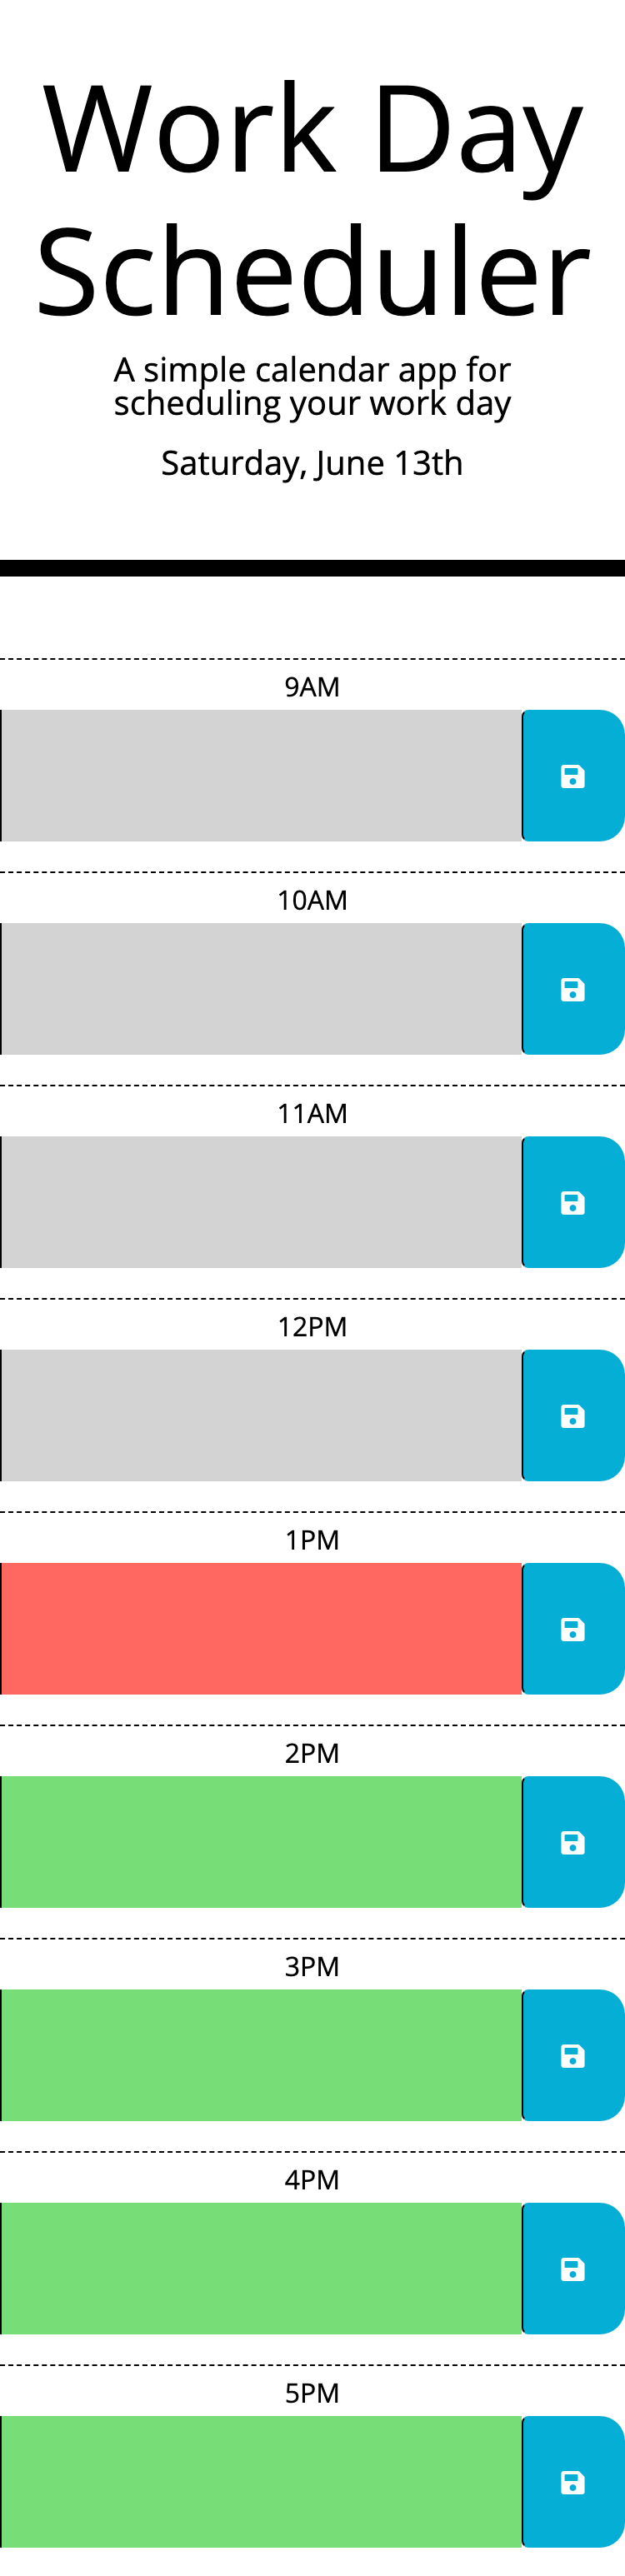 Work Day
Scheduler
A simple calendar app for
scheduling your work day
Saturday, June 13th
9AM
10AM
11AM
12PM
1PM
2PM
3PM
4PM
5PM